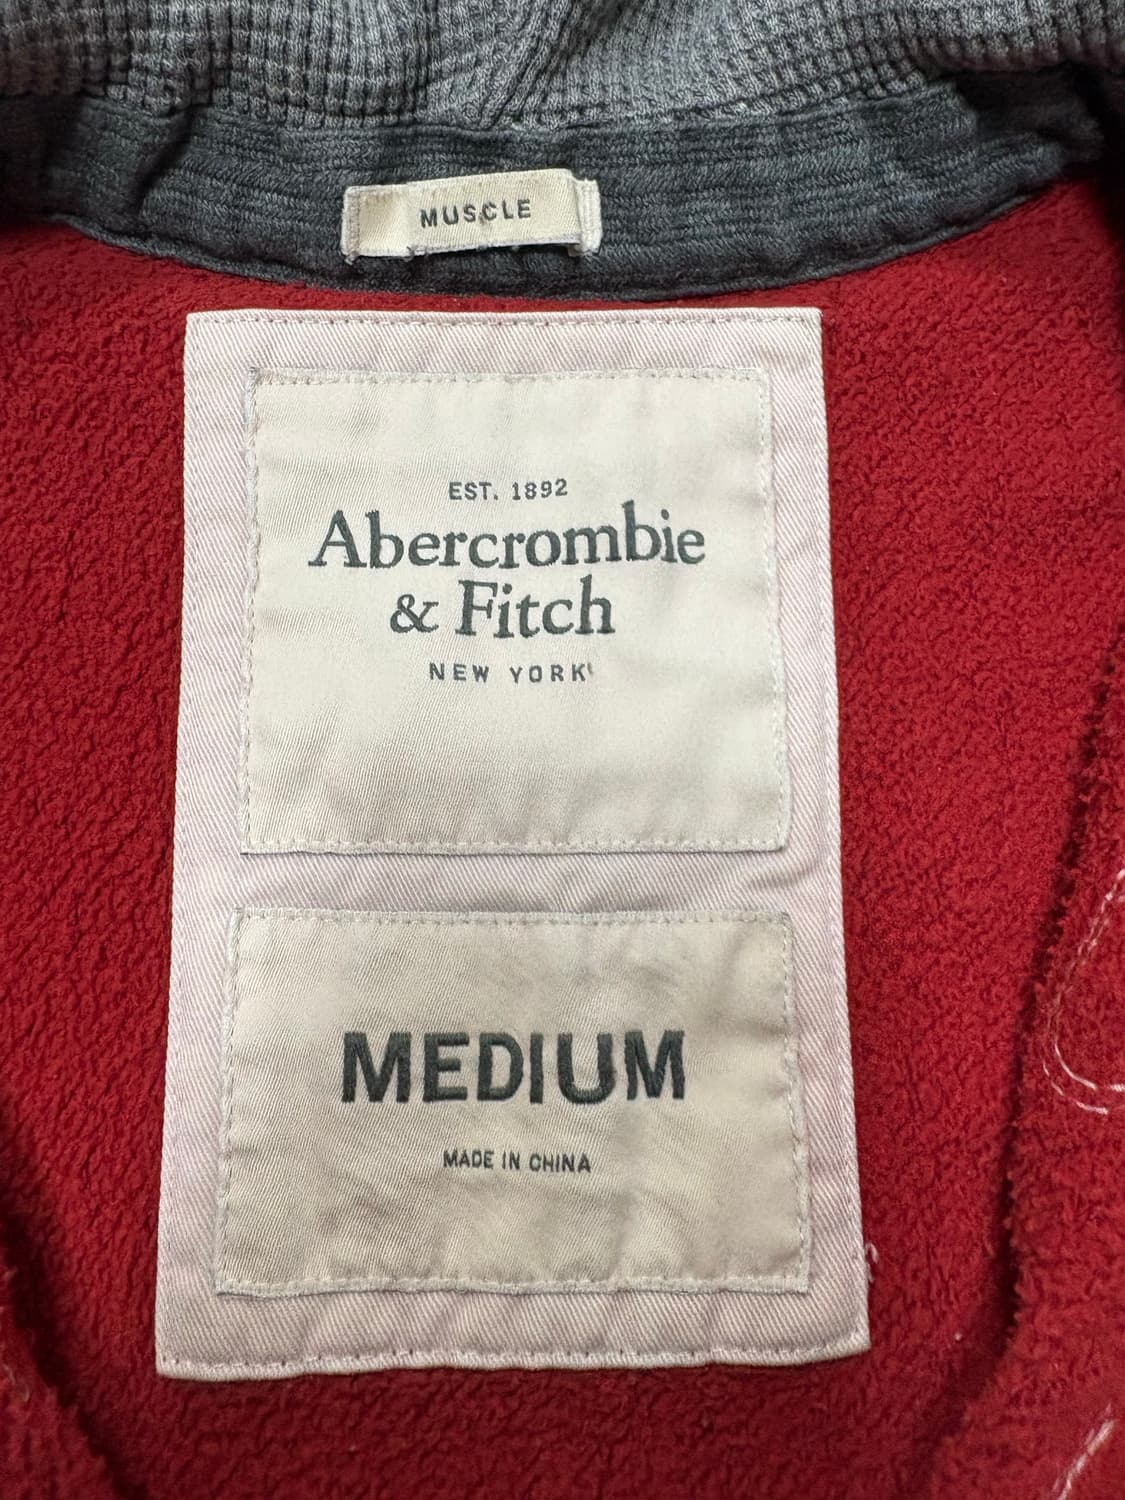 MUSCLE
EST. 1892
Abercrombie
& Fitch
NEW YORK
MEDIUM
MADE IN CHINA